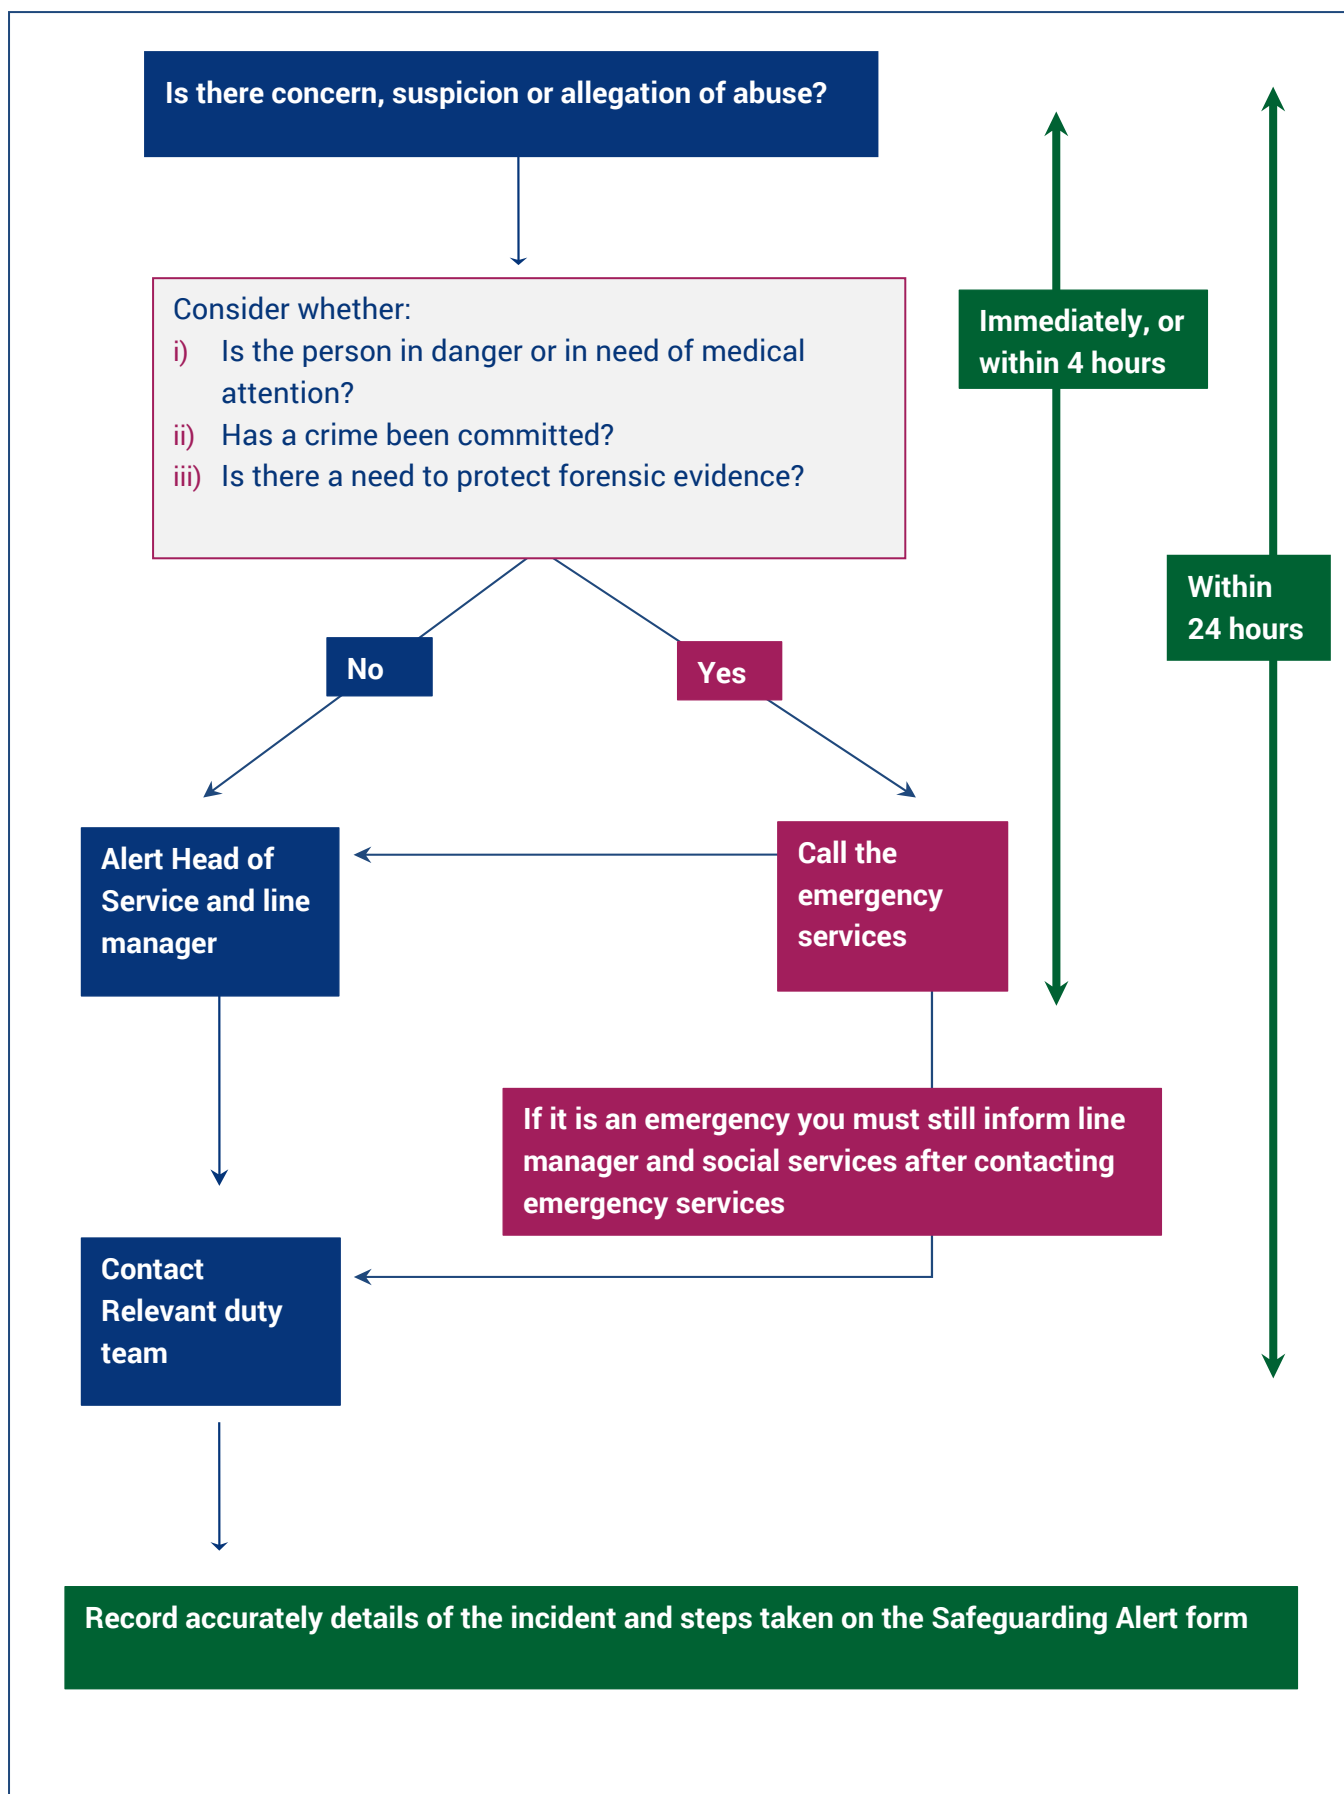 Is there concern, suspicion or allegation of abuse?
Consider whether:
i) Is the person in danger or in need of medical
attention?
ii) Has a crime been committed?
iii) Is there a need to protect forensic evidence?
Immediately, or
within 4 hours
Within
24 hours
No
Yes
Alert Head of
Service and line
manager
Call the
emergency
services
If it is an emergency you must still inform line
manager and social services after contacting
emergency services
Contact
Relevant duty
team
Record accurately details of the incident and steps taken on the Safeguarding Alert form